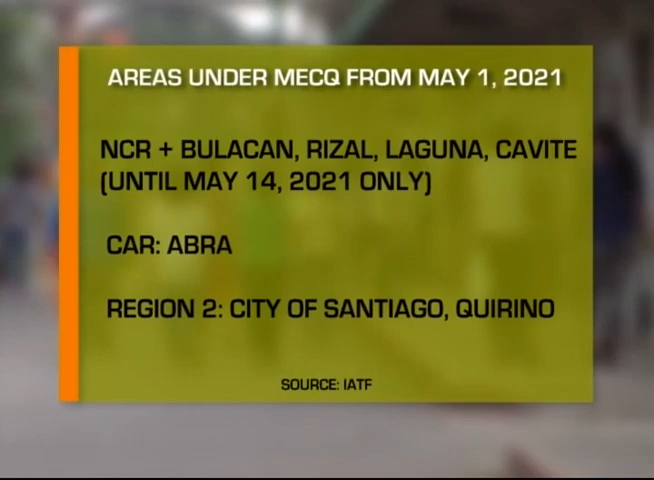 AREAS UNDER MECQ FROM MAY 1, 2021
NCR + BULACAN, RIZAL, LAGUNA, CAVITE
(UNTIL MAY 14, 2021 ONLY)
CAR: ABRA
REGION 2: CITY OF SANTIAGO, QUIRINO
SOURCE: IATF